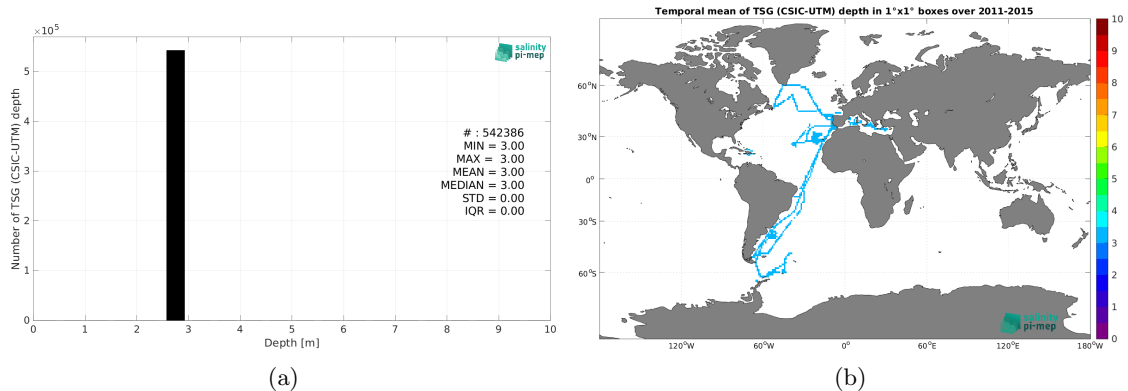 ×10⁵
5
4
3
2
1
0
Number of TSG (CSIC-UTM) depth
salinity
pi-mep
# : 542386
MIN = 3.00
MAX = 3.00
MEAN = 3.00
MEDIAN = 3.00
STD = 0.00
IQR = 0.00
0 1 2 3 4 5 6 7 8 9 10
Depth [m]
(a)
Temporal mean of TSG (CSIC-UTM) depth in 1°x1° boxes over 2011-2015
60°N
30°N
0°
30°S
60°S
120°W 60°W 0° 60°E 120°E 180°W
salinity
pi-mep
10
9
8
7
6
5
4
3
2
1
0
(b)